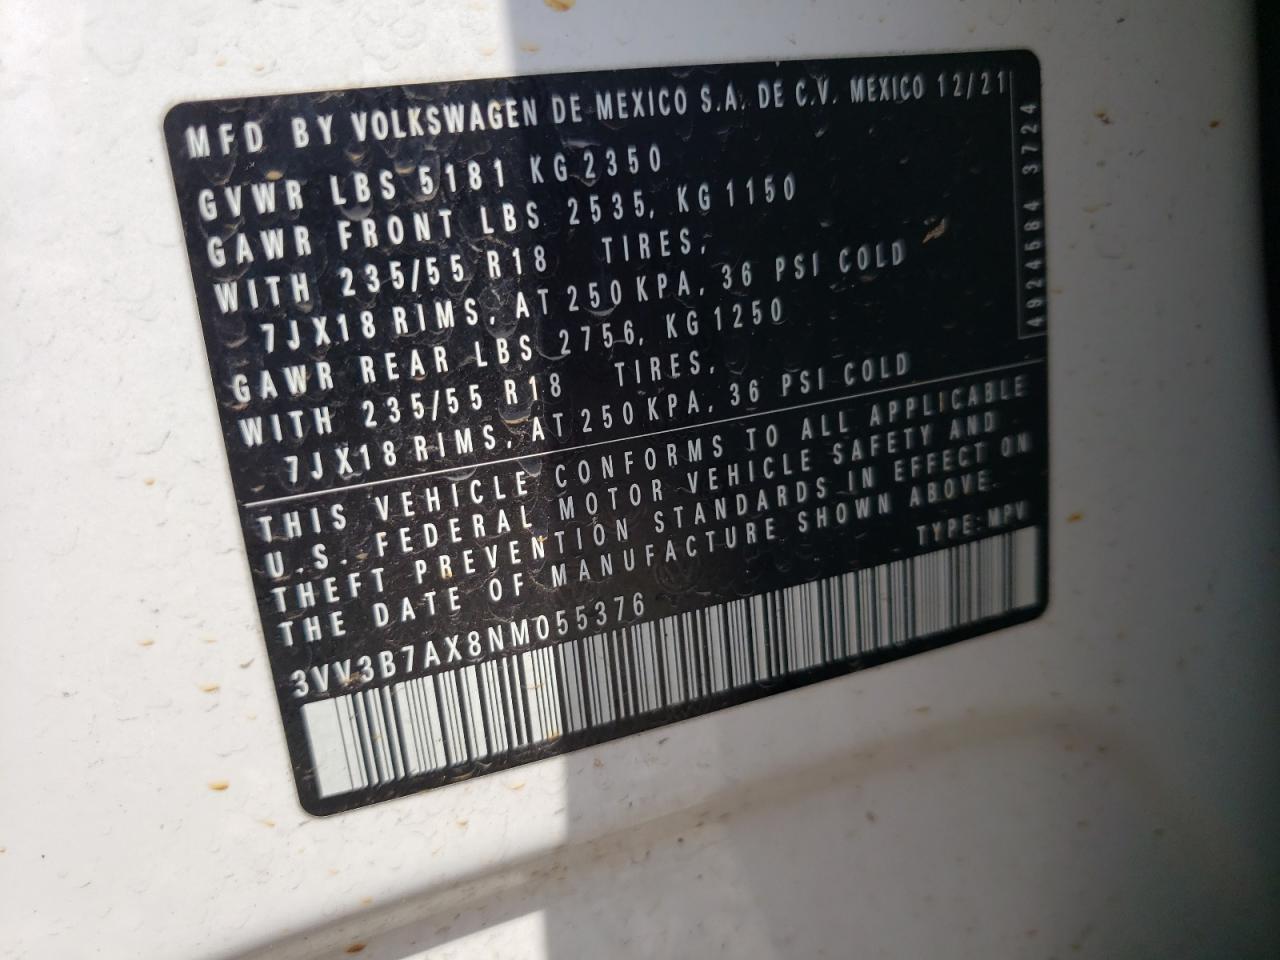 MFD BY VOLKSWAGEN DE MEXICO S.A. DE C.V. MEXICO 12/21
GVWR LBS 5181 KG 2350
GAWR FRONT LBS 2535, KG 1150
WITH 235/55 R18 TIRES,
7JX18 RIMS, AT 250 KPA, 36 PSI COLD
GAWR REAR LBS 2756, KG 1250
WITH 235/55 R18 TIRES,
7JX18 RIMS, AT 250 KPA, 36 PSI COLD
4924584 3724
THIS VEHICLE CONFORMS TO ALL APPLICABLE
U.S. FEDERAL MOTOR VEHICLE SAFETY AND
THEFT PREVENTION STANDARDS IN EFFECT ON
THE DATE OF MANUFACTURE SHOWN ABOVE.
TYPE: MPV
3VV3B7AX8NM055376